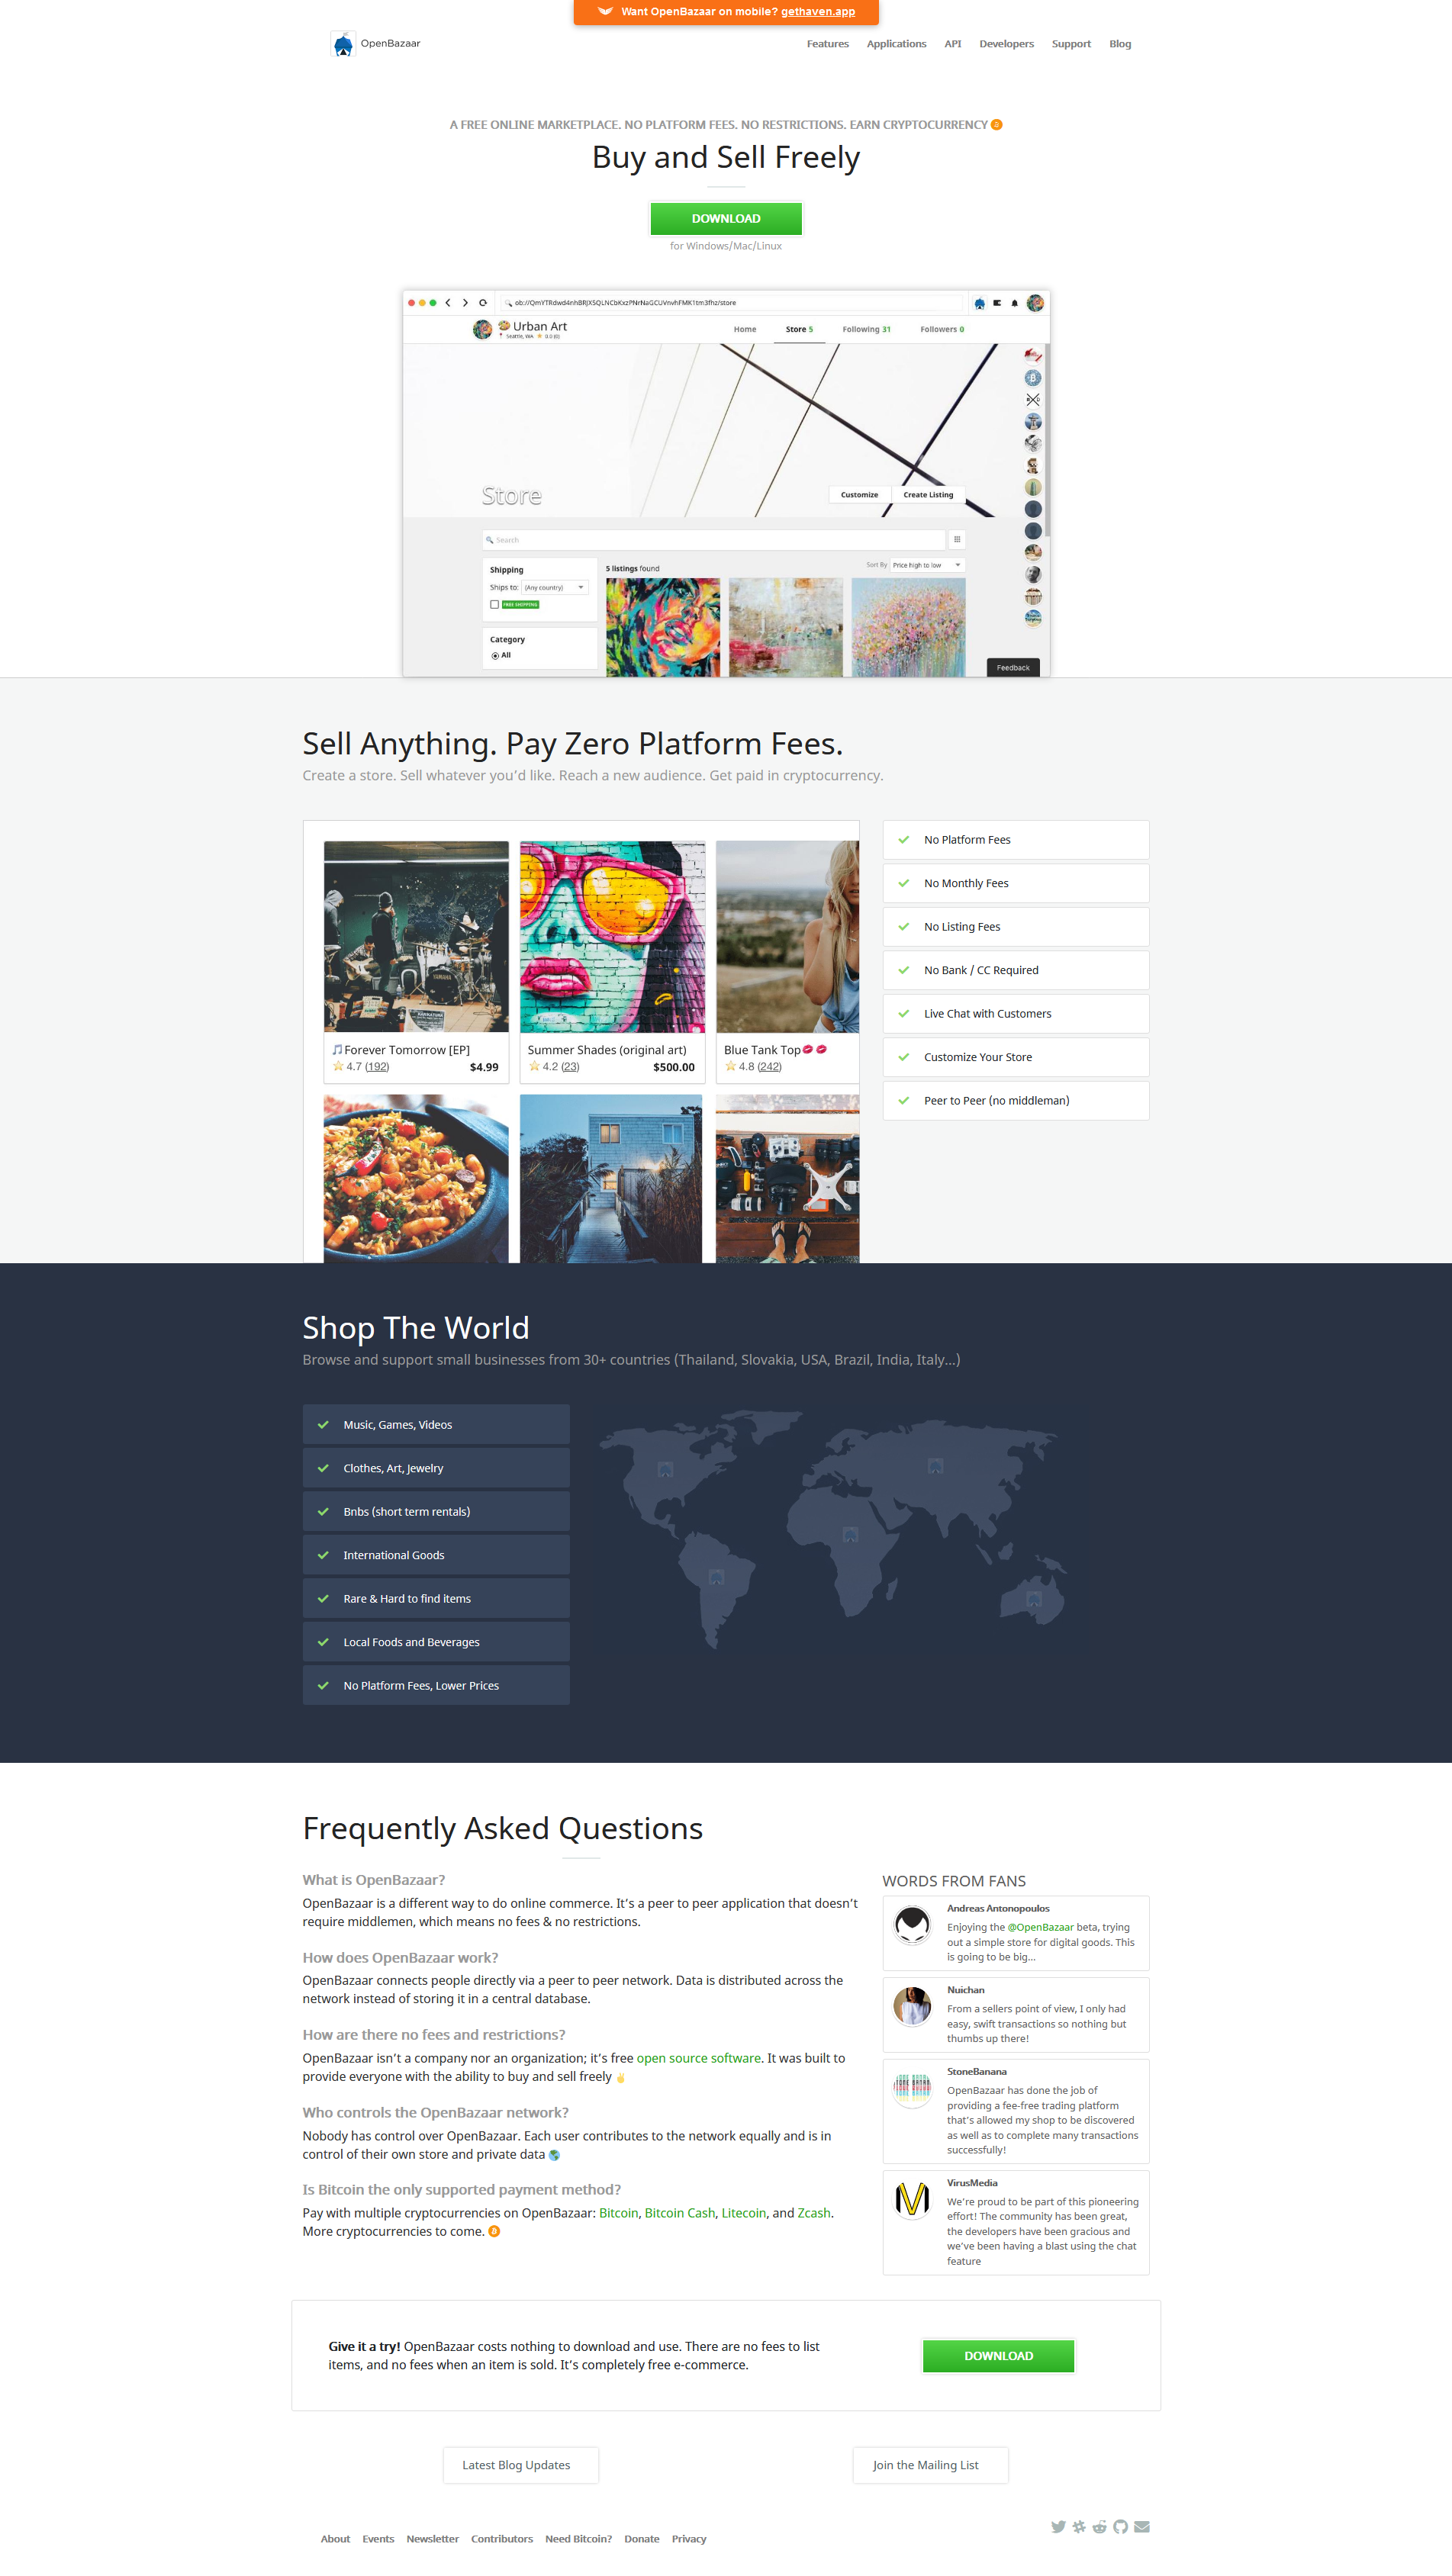 Want OpenBazaar on mobile? gethaven.app
OpenBazaar
Features Applications API Developers Support Blog
A FREE ONLINE MARKETPLACE. NO PLATFORM FEES. NO RESTRICTIONS. EARN CRYPTOCURRENCY
Buy and Sell Freely
DOWNLOAD
for Windows/Mac/Linux
Urban Art
Seattle, WA 0.0 (0)
Home Store 5 Following 31 Followers 0
Store
Customize Create Listing
Search
Shipping
Ships to: (Any country)
FREE SHIPPING
5 listings found
Sort By Price high to low
Category
All
Feedback
Sell Anything. Pay Zero Platform Fees.
Create a store. Sell whatever you’d like. Reach a new audience. Get paid in cryptocurrency.
Forever Tomorrow [EP]
4.7 (192) $4.99
Summer Shades (original art)
4.2 (23) $500.00
Blue Tank Top
4.8 (242)
No Platform Fees
No Monthly Fees
No Listing Fees
No Bank / CC Required
Live Chat with Customers
Customize Your Store
Peer to Peer (no middleman)
Shop The World
Browse and support small businesses from 30+ countries (Thailand, Slovakia, USA, Brazil, India, Italy...)
Music, Games, Videos
Clothes, Art, Jewelry
Bnbs (short term rentals)
International Goods
Rare & Hard to find items
Local Foods and Beverages
No Platform Fees, Lower Prices
Frequently Asked Questions
What is OpenBazaar?
OpenBazaar is a different way to do online commerce. It’s a peer to peer application that doesn’t
require middlemen, which means no fees & no restrictions.
How does OpenBazaar work?
OpenBazaar connects people directly via a peer to peer network. Data is distributed across the
network instead of storing it in a central database.
How are there no fees and restrictions?
OpenBazaar isn’t a company nor an organization; it’s free open source software. It was built to
provide everyone with the ability to buy and sell freely
Who controls the OpenBazaar network?
Nobody has control over OpenBazaar. Each user contributes to the network equally and is in
control of their own store and private data
Is Bitcoin the only supported payment method?
Pay with multiple cryptocurrencies on OpenBazaar: Bitcoin, Bitcoin Cash, Litecoin, and Zcash.
More cryptocurrencies to come.
WORDS FROM FANS
Andreas Antonopoulos
Enjoying the @OpenBazaar beta, trying
out a simple store for digital goods. This
is going to be big...
Nuichan
From a sellers point of view, I only had
easy, swift transactions so nothing but
thumbs up there!
StoneBanana
OpenBazaar has done the job of
providing a fee-free trading platform
that’s allowed my shop to be discovered
as well as to complete many transactions
successfully!
VirusMedia
We’re proud to be part of this pioneering
effort! The community has been great,
the developers have been gracious and
we’ve been having a blast using the chat
feature
Give it a try! OpenBazaar costs nothing to download and use. There are no fees to list
items, and no fees when an item is sold. It’s completely free e-commerce.
DOWNLOAD
Latest Blog Updates
Join the Mailing List
About Events Newsletter Contributors Need Bitcoin? Donate Privacy